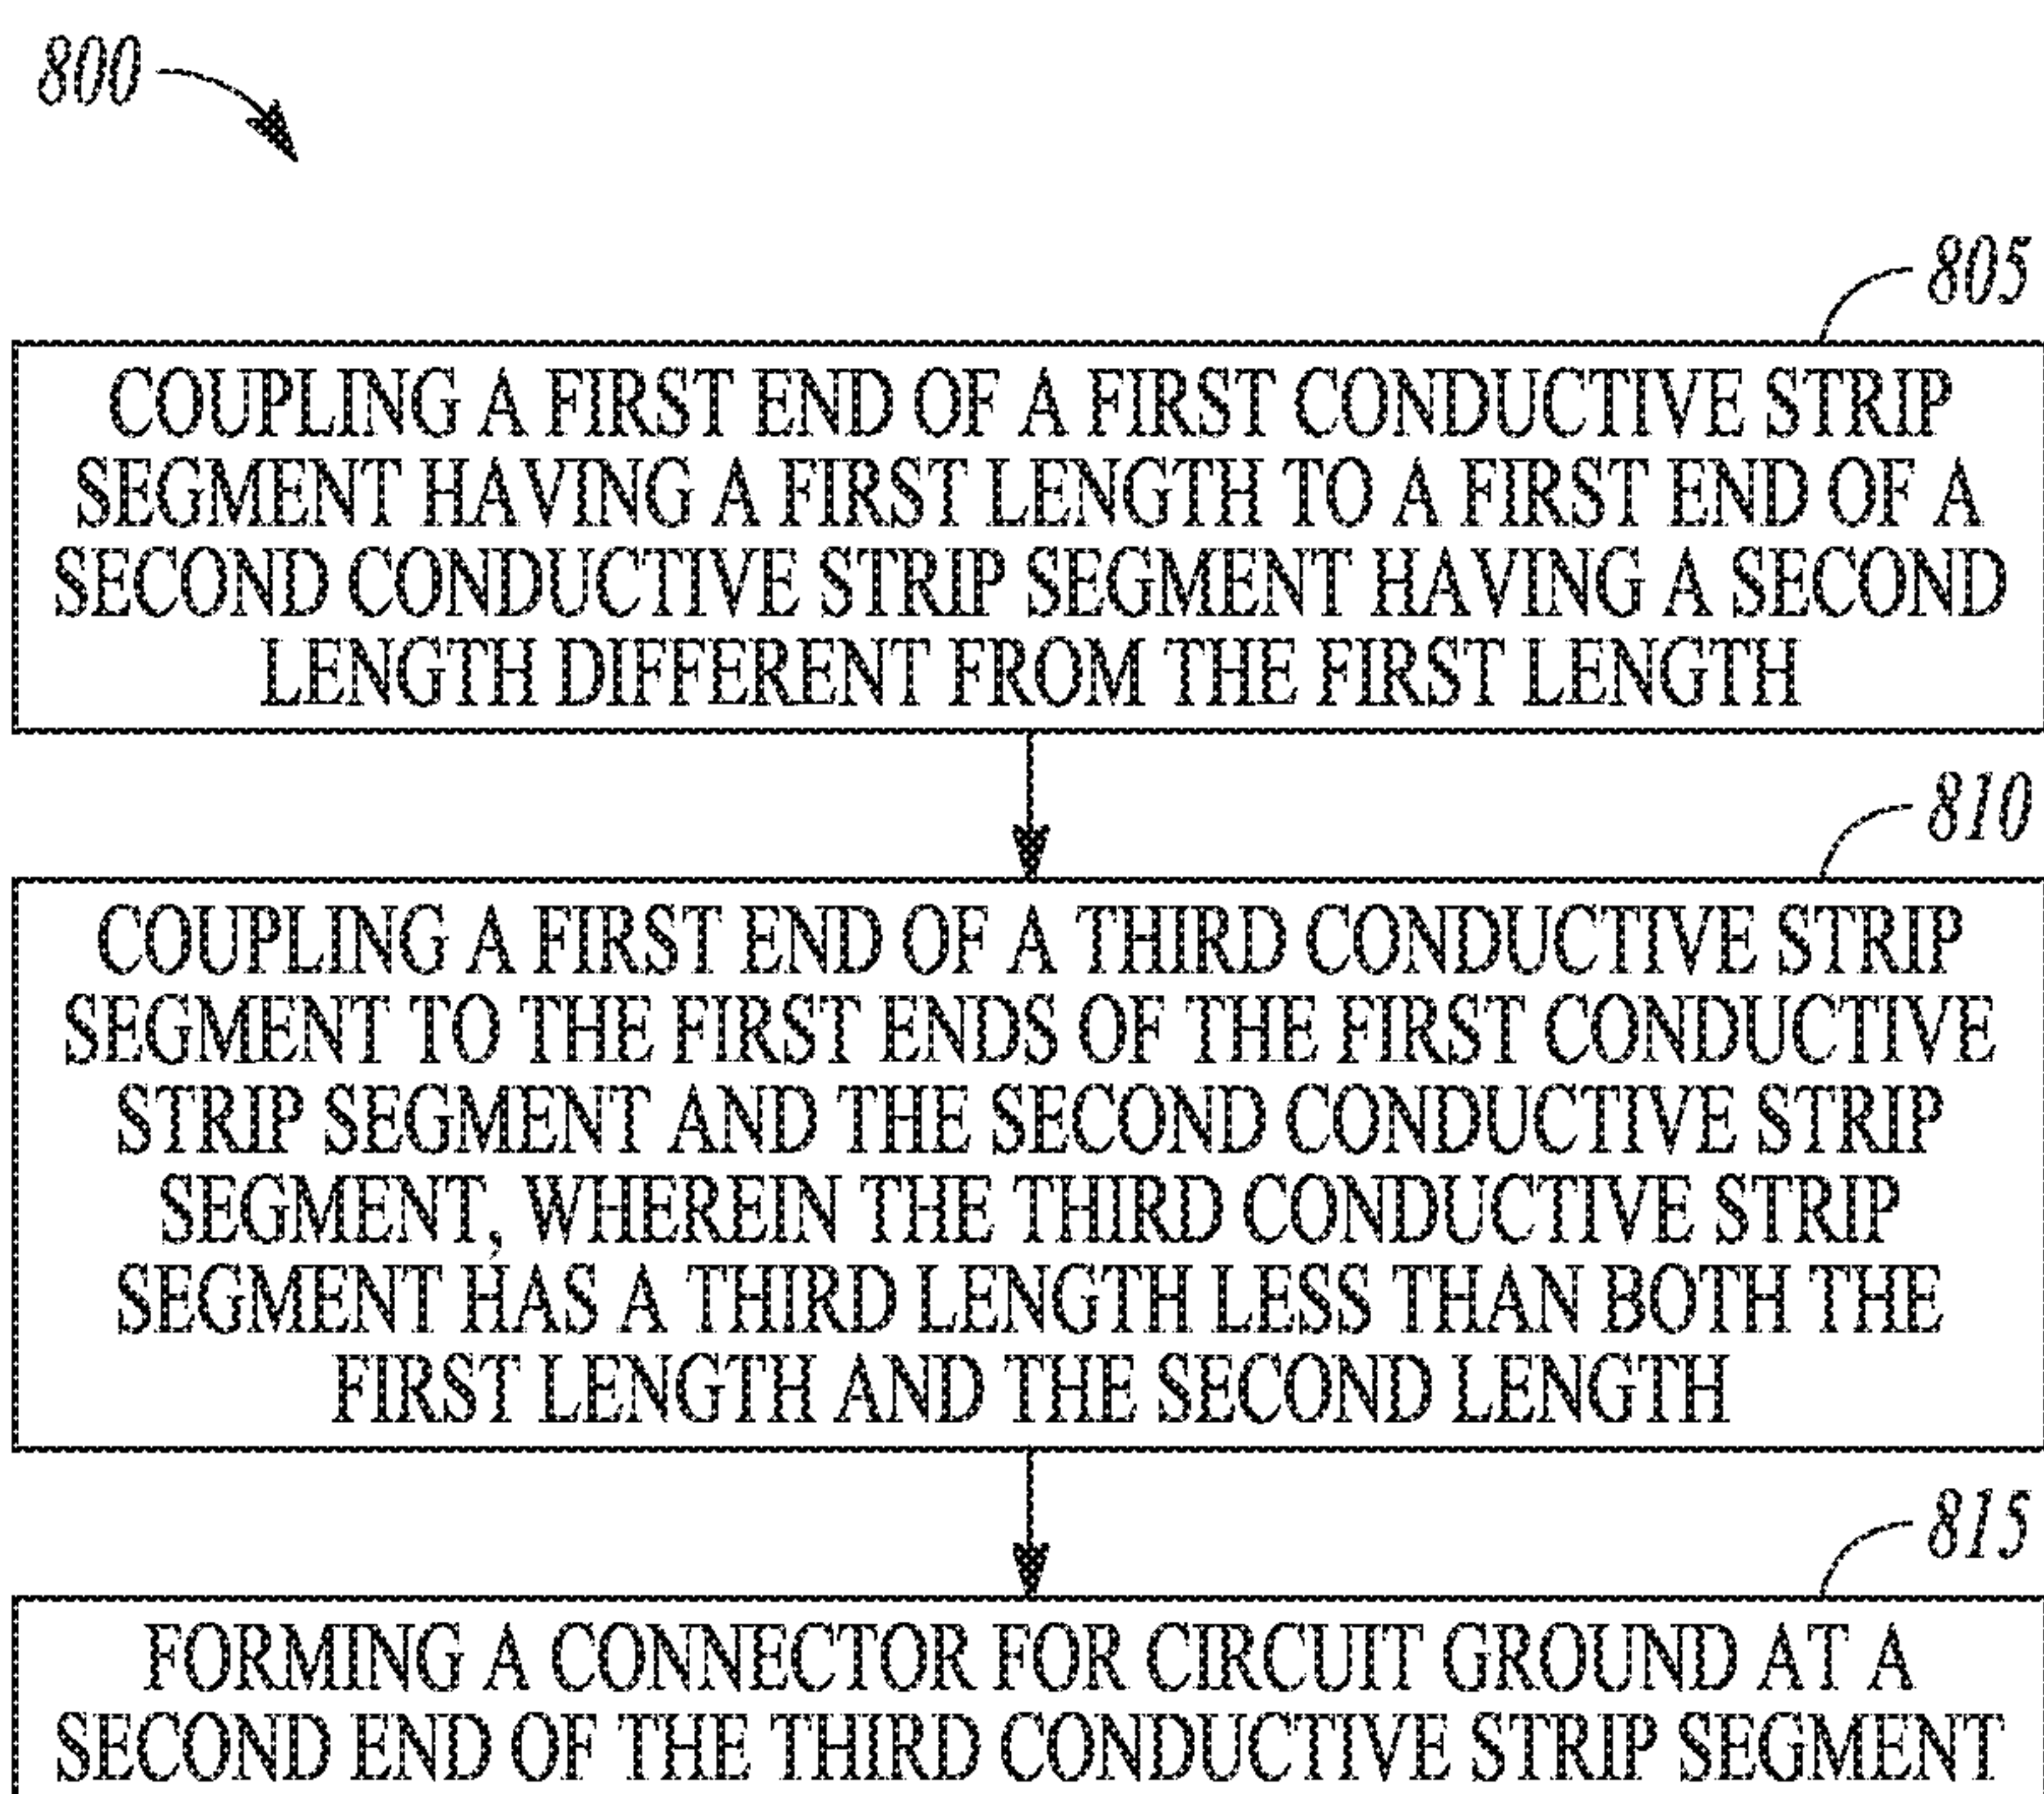 800
805
COUPLING A FIRST END OF A FIRST CONDUCTIVE STRIP
SEGMENT HAVING A FIRST LENGTH TO A FIRST END OF A
SECOND CONDUCTIVE STRIP SEGMENT HAVING A SECOND
LENGTH DIFFERENT FROM THE FIRST LENGTH
810
COUPLING A FIRST END OF A THIRD CONDUCTIVE STRIP
SEGMENT TO THE FIRST ENDS OF THE FIRST CONDUCTIVE
STRIP SEGMENT AND THE SECOND CONDUCTIVE STRIP
SEGMENT, WHEREIN THE THIRD CONDUCTIVE STRIP
SEGMENT HAS A THIRD LENGTH LESS THAN BOTH THE
FIRST LENGTH AND THE SECOND LENGTH
815
FORMING A CONNECTOR FOR CIRCUIT GROUND AT A
SECOND END OF THE THIRD CONDUCTIVE STRIP SEGMENT